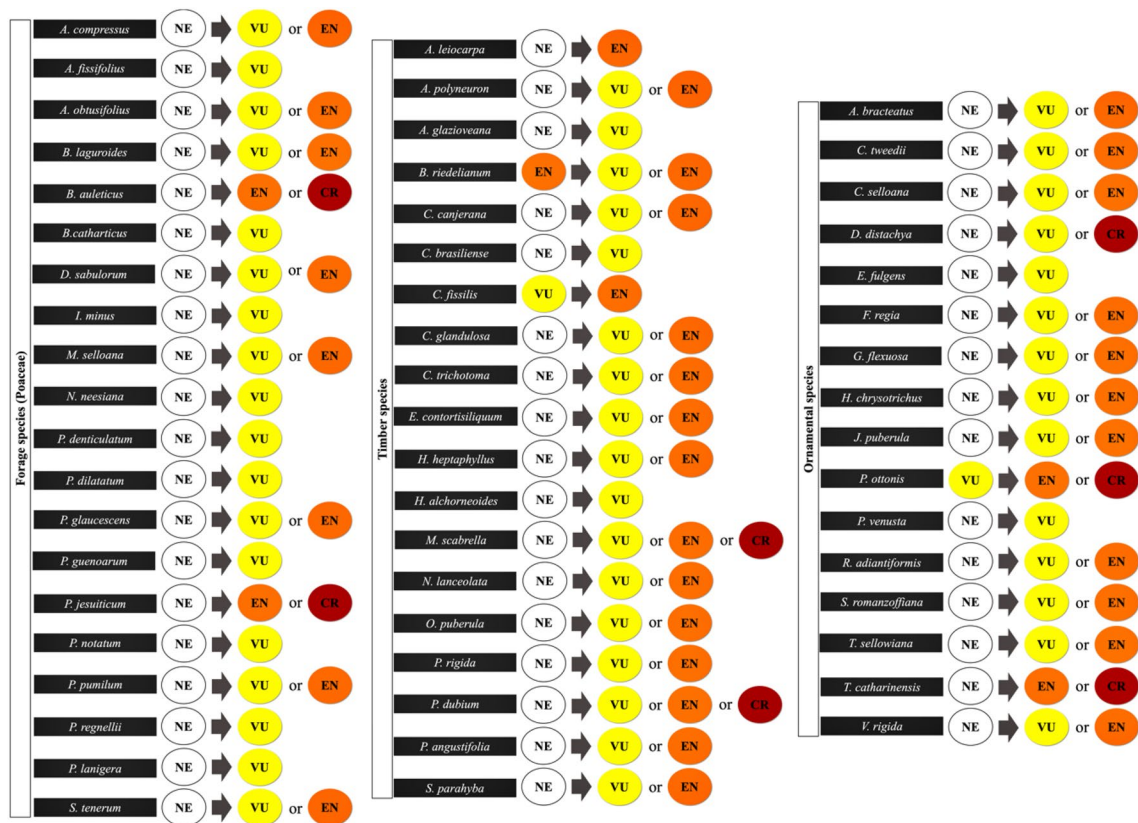 Forage species (Poaceae)
A. compressus NE VU or EN
A. fissifolius NE VU
A. obtusifolius NE VU or EN
B. laguroides NE VU or EN
B. auleticus NE EN or CR
B.catharticus NE VU
D. sabulorum NE VU or EN
I. minus NE VU
M. selloana NE VU or EN
N. neesiana NE VU
P. denticulatum NE VU
P. dilatatum NE VU
P. glaucescens NE VU or EN
P. guenoarum NE VU
P. jesuiticum NE EN or CR
P. notatum NE VU
P. pumilum NE VU or EN
P. regnellii NE VU
P. lanigera NE VU
S. tenerum NE VU or EN
Timber species
A. leiocarpa NE EN
A. polyneuron NE VU or EN
A. glazioveana NE VU
B. riedelianum EN VU or EN
C. canjerana NE VU or EN
C. brasiliense NE VU
C. fissilis VU EN
C. glandulosa NE VU or EN
C. trichotoma NE VU or EN
E. contortisiliquum NE VU or EN
H. heptaphyllus NE VU or EN
H. alchorneoides NE VU
M. scabrella NE VU or EN or CR
N. lanceolata NE VU or EN
O. puberula NE VU or EN
P. rigida NE VU or EN
P. dubium NE VU or EN or CR
P. angustifolia NE VU or EN
S. parahyba NE VU or EN
Ornamental species
A. bracteatus NE VU or EN
C. tweedii NE VU or EN
C. selloana NE VU or EN
D. distachya NE VU or CR
E. fulgens NE VU
F. regia NE VU or EN
G. flexuosa NE VU or EN
H. chrysotrichus NE VU or EN
J. puberula NE VU or EN
P. ottonis VU EN or CR
P. venusta NE VU
R. adiantiformis NE VU or EN
S. romanzoffiana NE VU or EN
T. sellowiana NE VU or EN
T. catharinensis NE EN or CR
V. rigida NE VU or EN